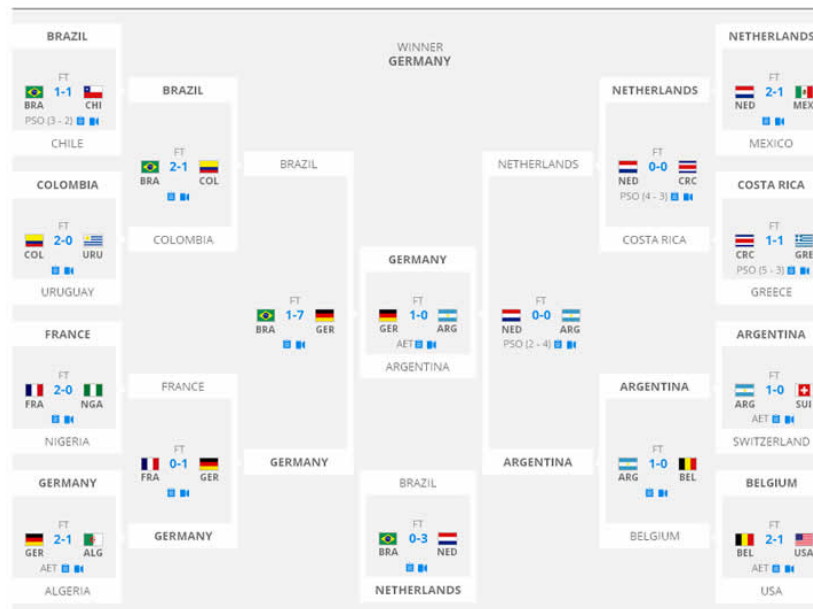 WINNER
GERMANY
BRAZIL
FT
1-1
BRA CHI
PSO (3 - 2)
CHILE
COLOMBIA
FT
2-0
COL URU
URUGUAY
FRANCE
FT
2-0
FRA NGA
NIGERIA
GERMANY
FT
2-1
GER ALG
AET
ALGERIA
BRAZIL
FT
2-1
BRA COL
COLOMBIA
FRANCE
FT
0-1
FRA GER
GERMANY
BRAZIL
FT
1-7
BRA GER
GERMANY
GERMANY
FT
1-0
GER ARG
AET
ARGENTINA
BRAZIL
FT
0-3
BRA NED
NETHERLANDS
NETHERLANDS
FT
0-0
NED ARG
PSO (2 - 4)
ARGENTINA
NETHERLANDS
FT
0-0
NED CRC
PSO (4 - 3)
COSTA RICA
ARGENTINA
FT
1-0
ARG BEL
BELGIUM
NETHERLANDS
FT
2-1
NED MEX
MEXICO
COSTA RICA
FT
1-1
CRC GRE
PSO (5 - 3)
GREECE
ARGENTINA
FT
1-0
ARG SUI
AET
SWITZERLAND
BELGIUM
FT
2-1
BEL USA
AET
USA